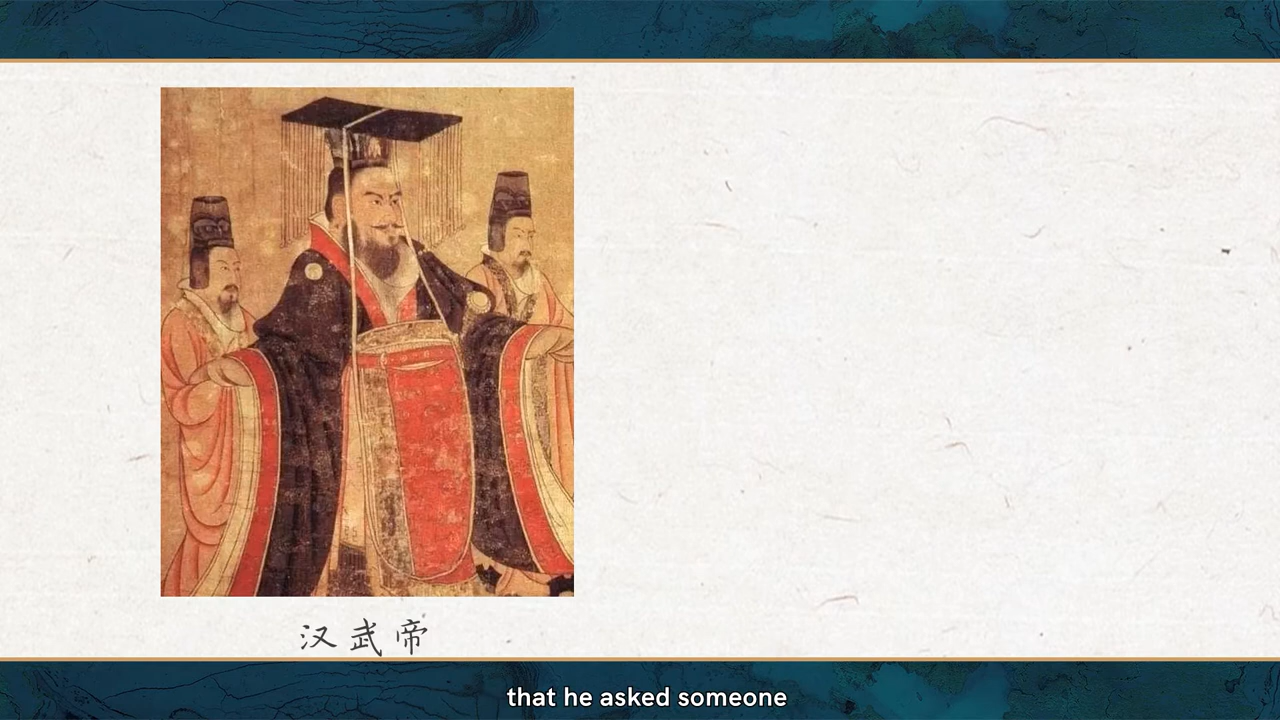 汉武帝
that he asked someone